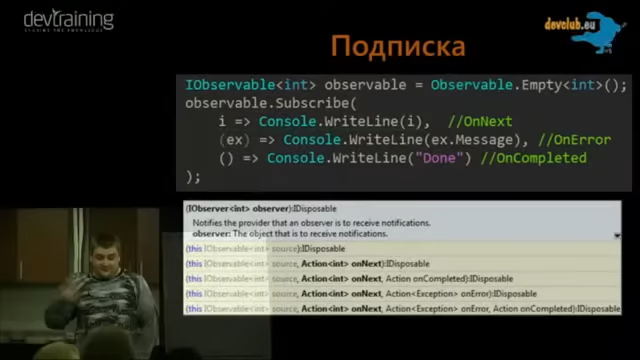 devtraining
SHARING THE KNOWLEDGE
devclub.eu
Подписка
IObservable<int> observable = Observable.Empty<int>();
observable.Subscribe(
i => Console.WriteLine(i), //OnNext
(ex) => Console.WriteLine(ex.Message), //OnError
() => Console.WriteLine("Done") //OnCompleted
);
(IObserver<int> observer):IDisposable
Notifies the provider that an observer is to receive notifications.
observer: The object that is to receive notifications.
(this IObservable<int> source):IDisposable
(this IObservable<int> source, Action<int> onNext):IDisposable
(this IObservable<int> source, Action<int> onNext, Action onCompleted):IDisposable
(this IObservable<int> source, Action<int> onNext, Action<Exception> onError):IDisposable
(this IObservable<int> source, Action<int> onNext, Action<Exception> onError, Action onCompleted):IDisposable